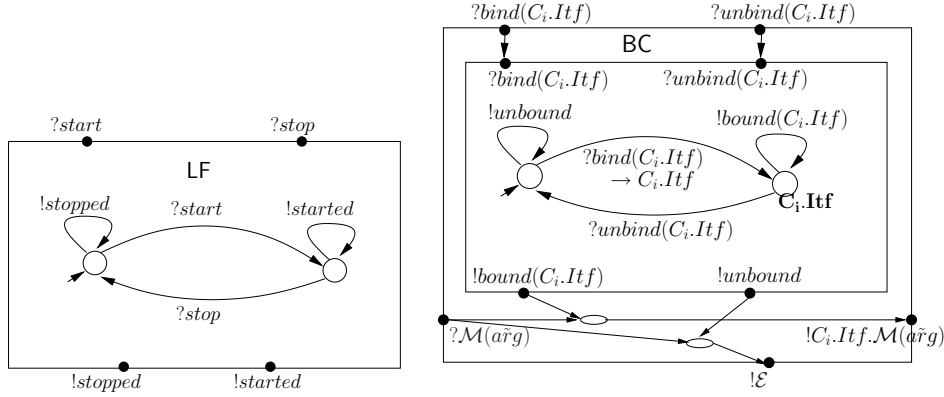 ?start
?stop
LF
!stopped
?start
!started
?stop
!stopped
!started
?bind(C_i.Itf)
?unbind(C_i.Itf)
BC
?bind(C_i.Itf)
?unbind(C_i.Itf)
!unbound
!bound(C_i.Itf)
?bind(C_i.Itf)
→ C_i.Itf
C_i.Itf
?unbind(C_i.Itf)
!bound(C_i.Itf)
!unbound
?ℳ(ar̃g)
!C_i.Itf.ℳ(ar̃g)
!ℰ